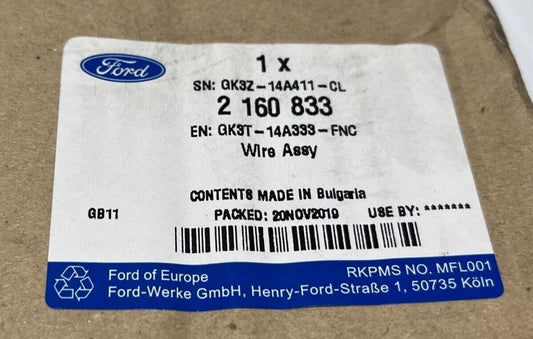 Ford
1 x
SN: GK3Z-14A411-CL
2 160 833
EN: GK3T-14A333-FNC
Wire Assy
CONTENTS MADE IN Bulgaria
GB11 PACKED: 20NOV2019 USE BY: *******
Ford of Europe RKPMS NO. MFL001
Ford-Werke GmbH, Henry-Ford-Straße 1, 50735 Köln